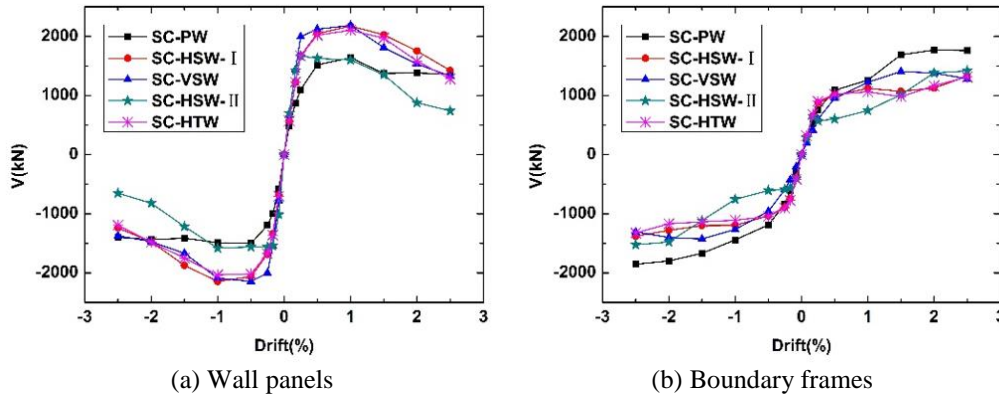 V(kN)
2000
1000
0
-1000
-2000
SC-PW
SC-HSW-Ⅰ
SC-VSW
SC-HSW-Ⅱ
SC-HTW
-3 -2 -1 0 1 2 3
Drift(%)
(a) Wall panels
V(kN)
2000
1000
0
-1000
-2000
SC-PW
SC-HSW-Ⅰ
SC-VSW
SC-HSW-Ⅱ
SC-HTW
-3 -2 -1 0 1 2 3
Drift(%)
(b) Boundary frames